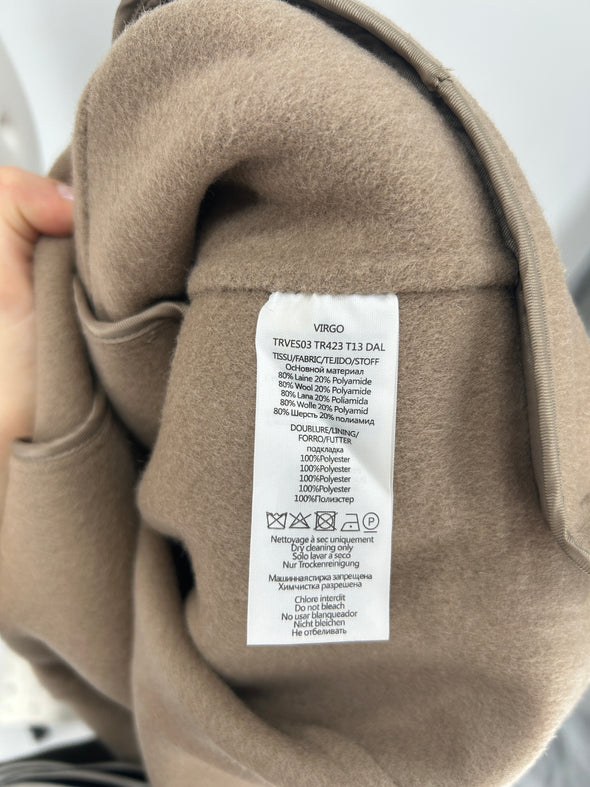 VIRGO
TRVES03 TR423 T13 DAL
TISSU/FABRIC/TEJIDO/STOFF
ОсНовной материал
80% Laine 20% Polyamide
80% Wool 20% Polyamide
80% Lana 20% Poliamida
80% Wolle 20% Polyamid
80% Шерсть 20% полиамид
DOUBLURE/LINING/
FORRO/FUTTER
подкладка
100%Polyester
100%Polyester
100%Polyester
100%Polyester
100%Полиэстер
P
Nettoyage à sec uniquement
Dry cleaning only
Solo lavar a seco
Nur Trockenreinigung
Машиннаястирка запрещена
Химчистка разрешена
Chlore interdit
Do not bleach
No usar blanqueador
Nicht bleichen
Не отбеливать